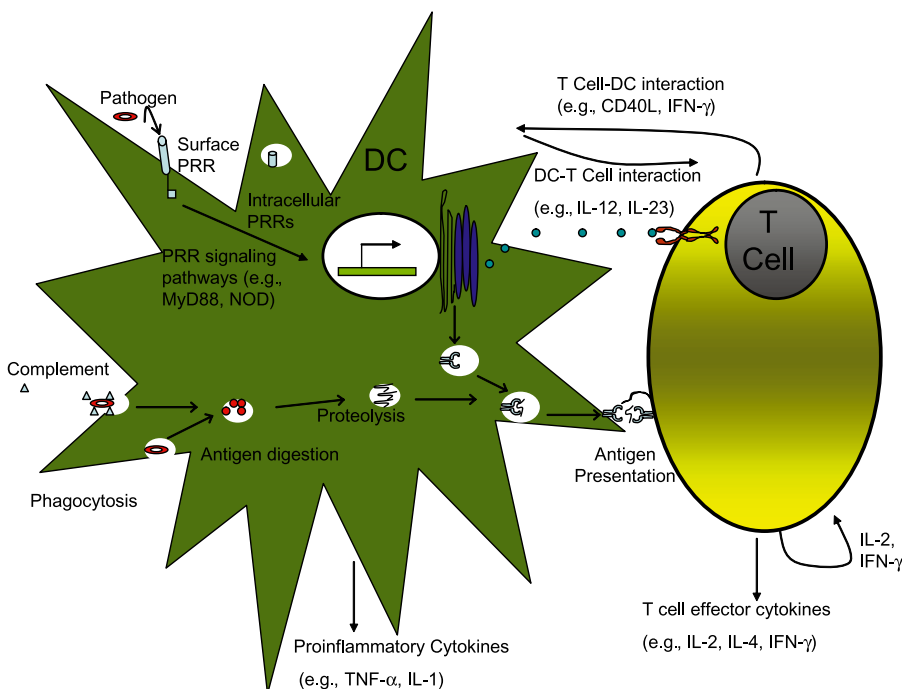 T Cell-DC interaction
(e.g., CD40L, IFN-γ)
Pathogen
Surface
PRR
DC
DC-T Cell interaction
(e.g., IL-12, IL-23)
Intracellular
PRRs
T
Cell
PRR signaling
pathways (e.g.,
MyD88, NOD)
Complement
Proteolysis
Antigen digestion
Antigen
Presentation
Phagocytosis
IL-2,
IFN-γ
T cell effector cytokines
(e.g., IL-2, IL-4, IFN-γ)
Proinflammatory Cytokines
(e.g., TNF-α, IL-1)